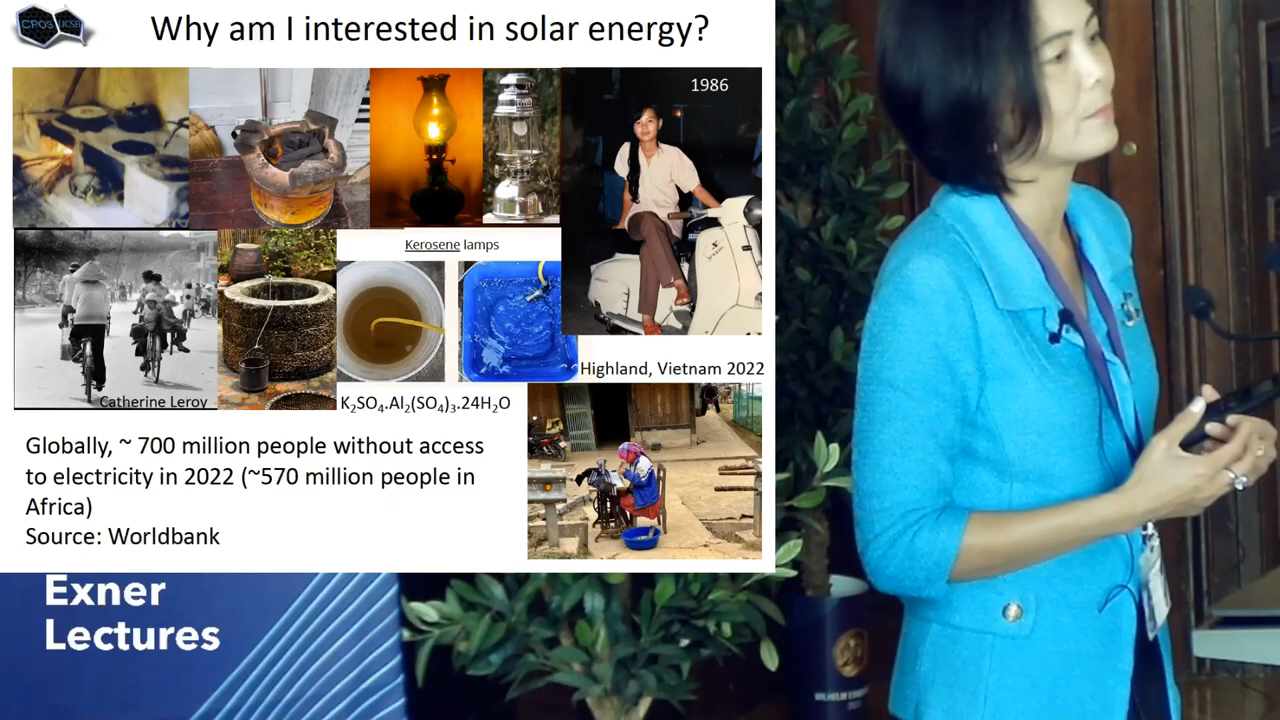 CPOS UCSB
Why am I interested in solar energy?
1986
Kerosene lamps
Highland, Vietnam 2022
Catherine Leroy
K₂SO₄.Al₂(SO₄)₃.24H₂O
Globally, ~ 700 million people without access
to electricity in 2022 (~570 million people in
Africa)
Source: Worldbank
Exner
Lectures
WILHELM